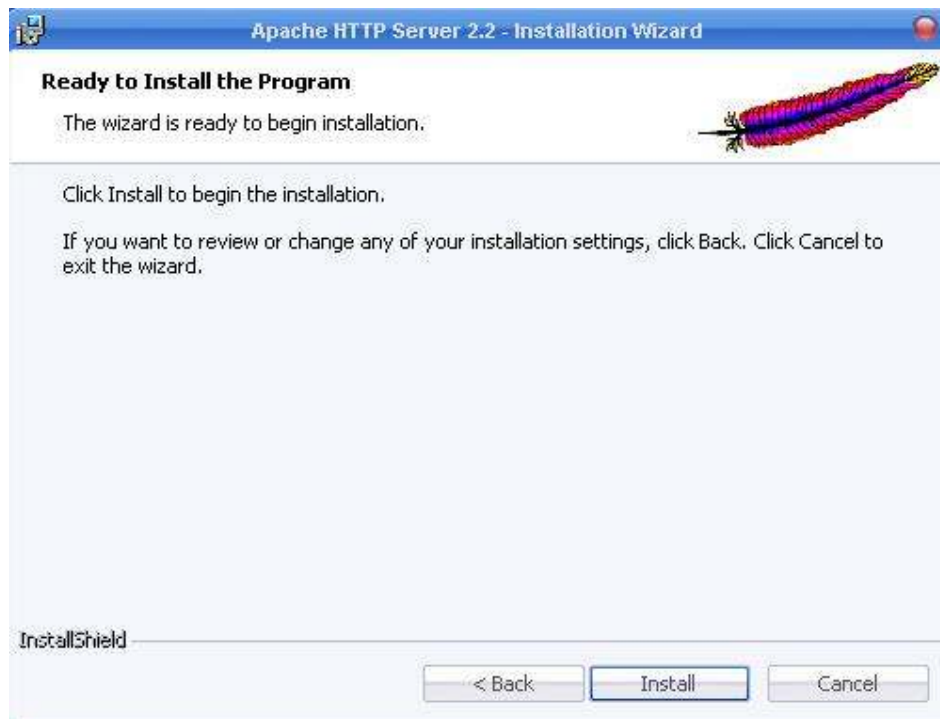 Apache HTTP Server 2.2 - Installation Wizard
Ready to Install the Program
The wizard is ready to begin installation.
Click Install to begin the installation.
If you want to review or change any of your installation settings, click Back. Click Cancel to
exit the wizard.
InstallShield
< Back
Install
Cancel